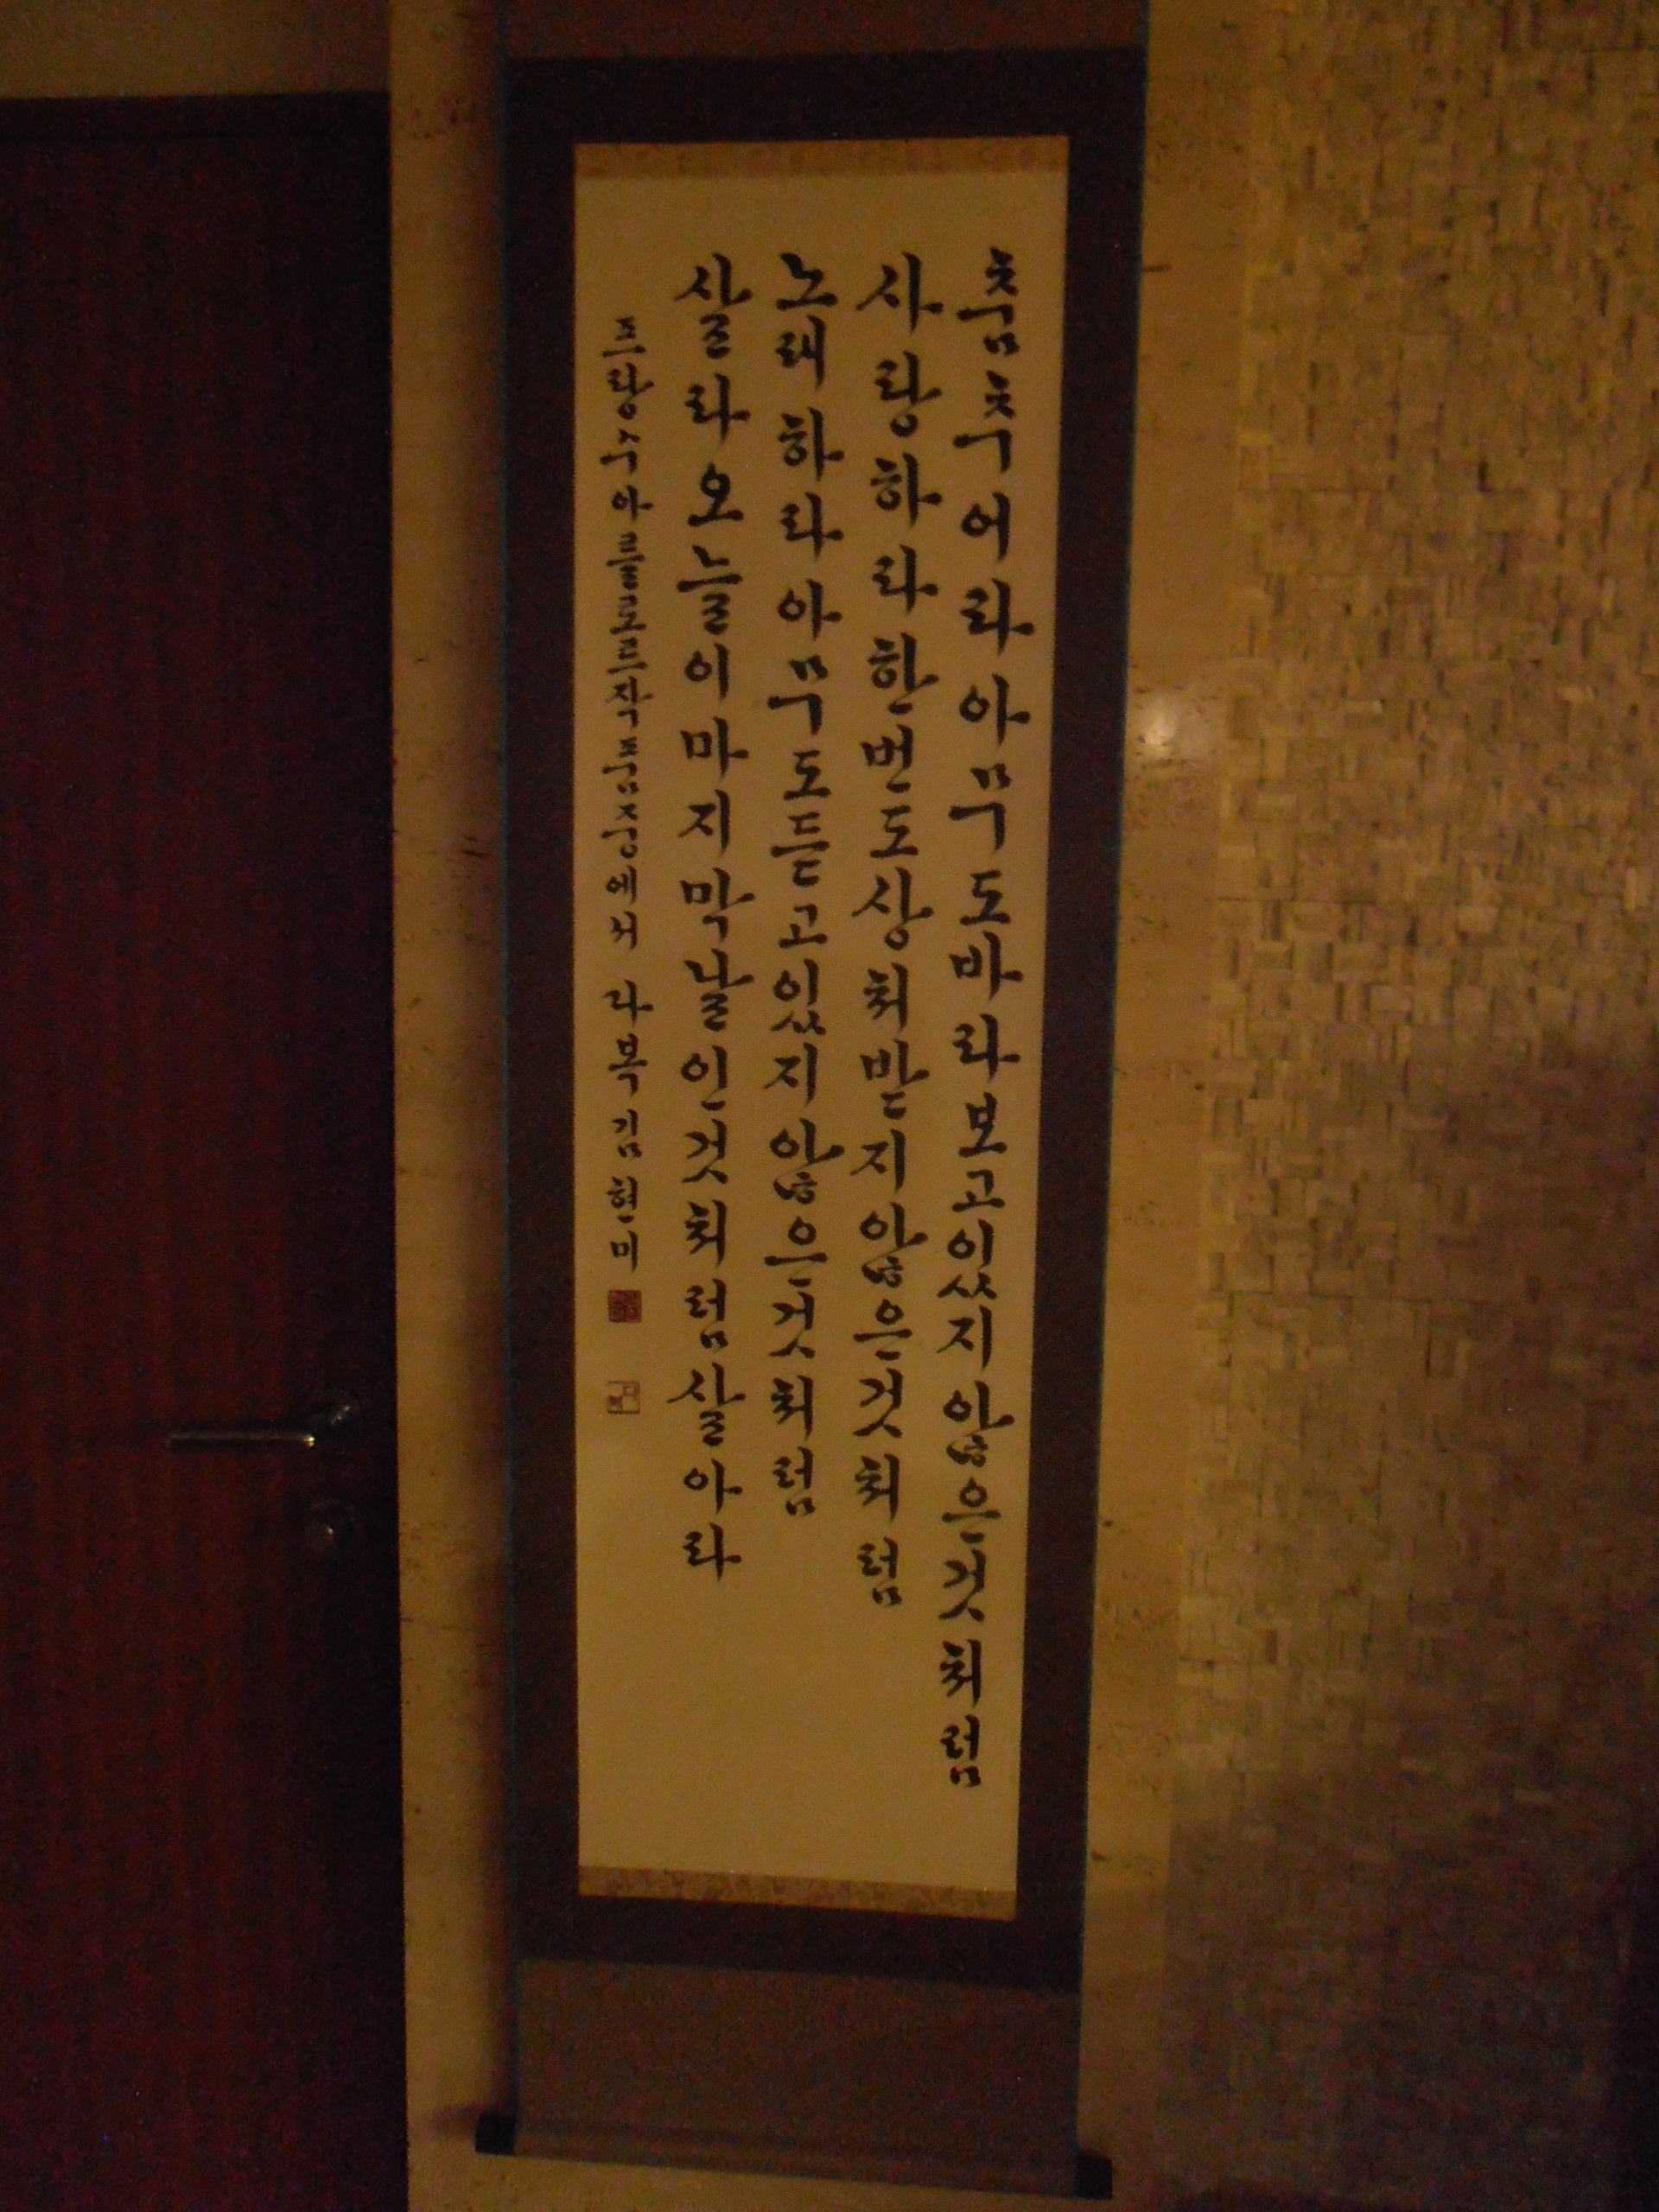 춤추어라아무도바라보고있지않은것처럼
사랑하라한번도상처받지않은것처럼
노래하라아무도듣고있지않은것처럼
살라오늘이마지막날인것처럼살아라
프랑수아를로르작품중에서 다복김현미